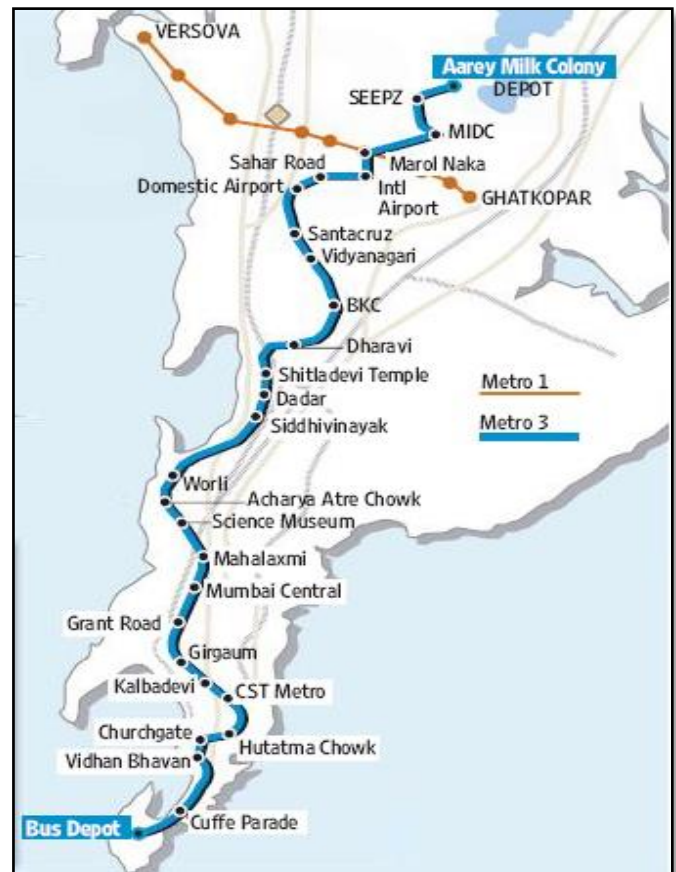 VERSOVA
Aarey Milk Colony
DEPOT
SEEPZ
MIDC
Sahar Road
Marol Naka
Domestic Airport
Intl
Airport
GHATKOPAR
Santacruz
Vidyanagari
BKC
Dharavi
Shitladevi Temple
Metro 1
Dadar
Metro 3
Siddhivinayak
Worli
Acharya Atre Chowk
Science Museum
Mahalaxmi
Mumbai Central
Grant Road
Girgaum
Kalbadevi
CST Metro
Churchgate
Hutatma Chowk
Vidhan Bhavan
Cuffe Parade
Bus Depot